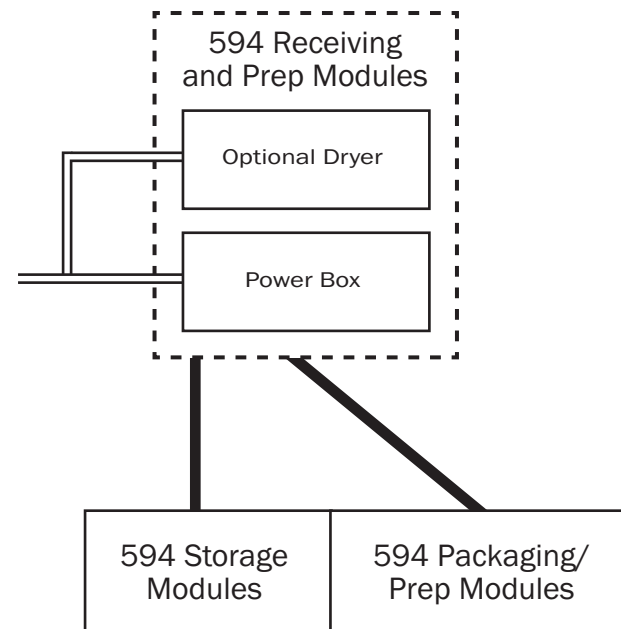 594 Receiving
and Prep Modules
Optional Dryer
Power Box
594 Storage
Modules
594 Packaging/
Prep Modules